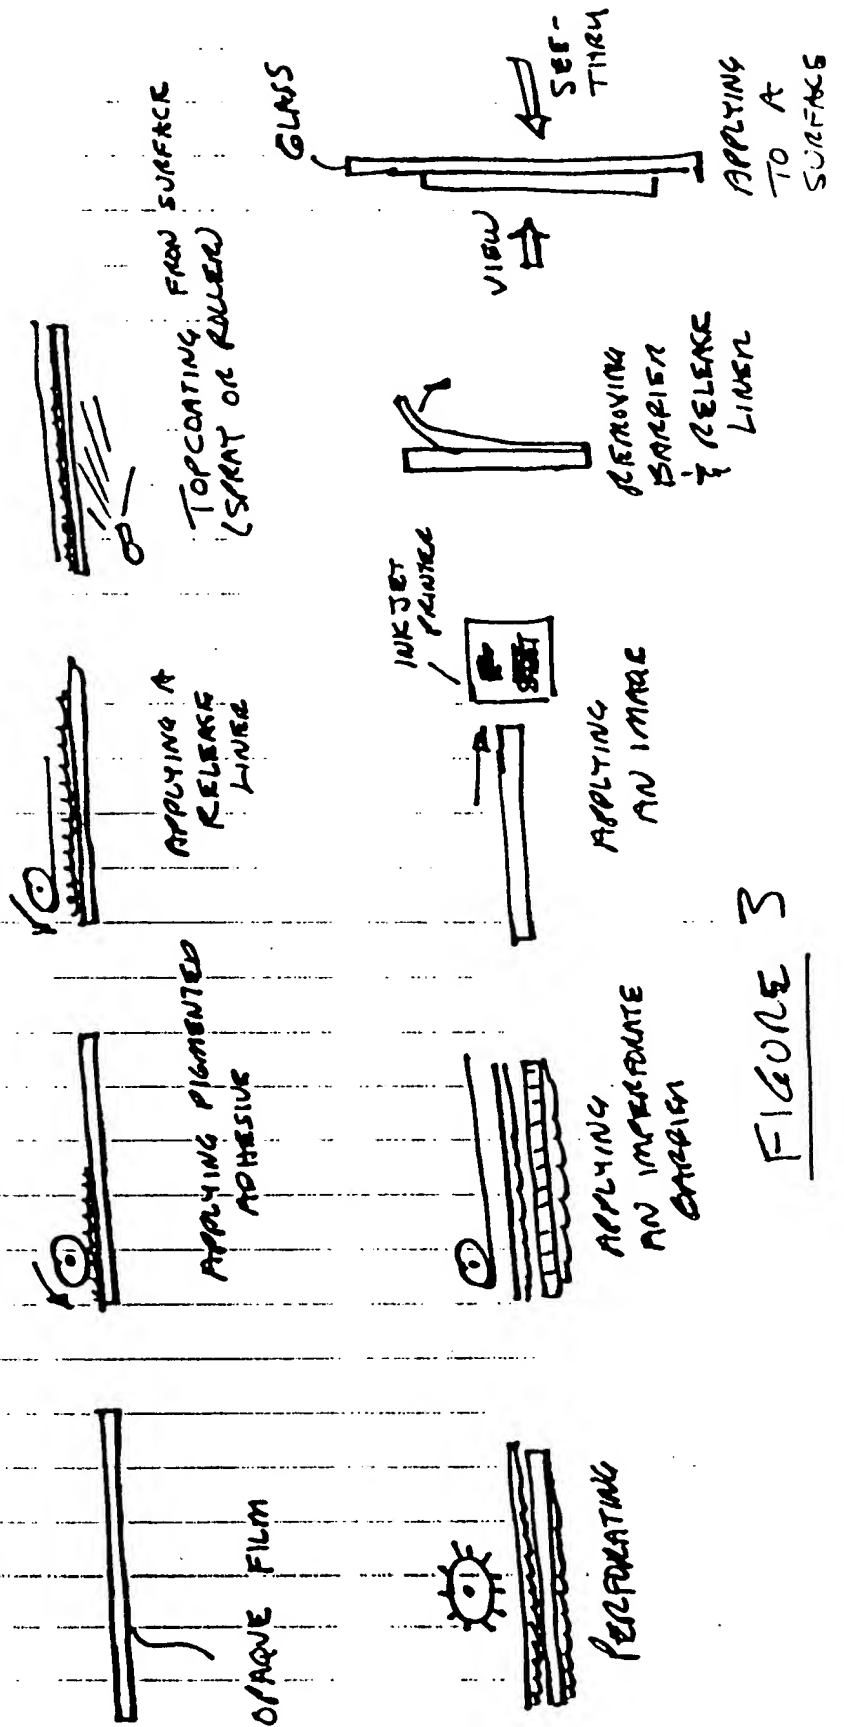 OPAQUE FILM
APPLYING PIGMENTED
ADHESIVE
APPLYING A
RELEASE
LINER
TOPCOATING FRON SURFACE
(SPRAY OR ROLLER)
PERFORATING
APPLYING
AN IMPERFORATE
BARRIER
INKJET
PRINTER
APPLYING
AN IMAGE
REMOVING
BARRIER
& RELEASE
LINER
GLASS
VIEW
SEE-
THRU
APPLYING
TO A
SURFACE
FIGURE 3